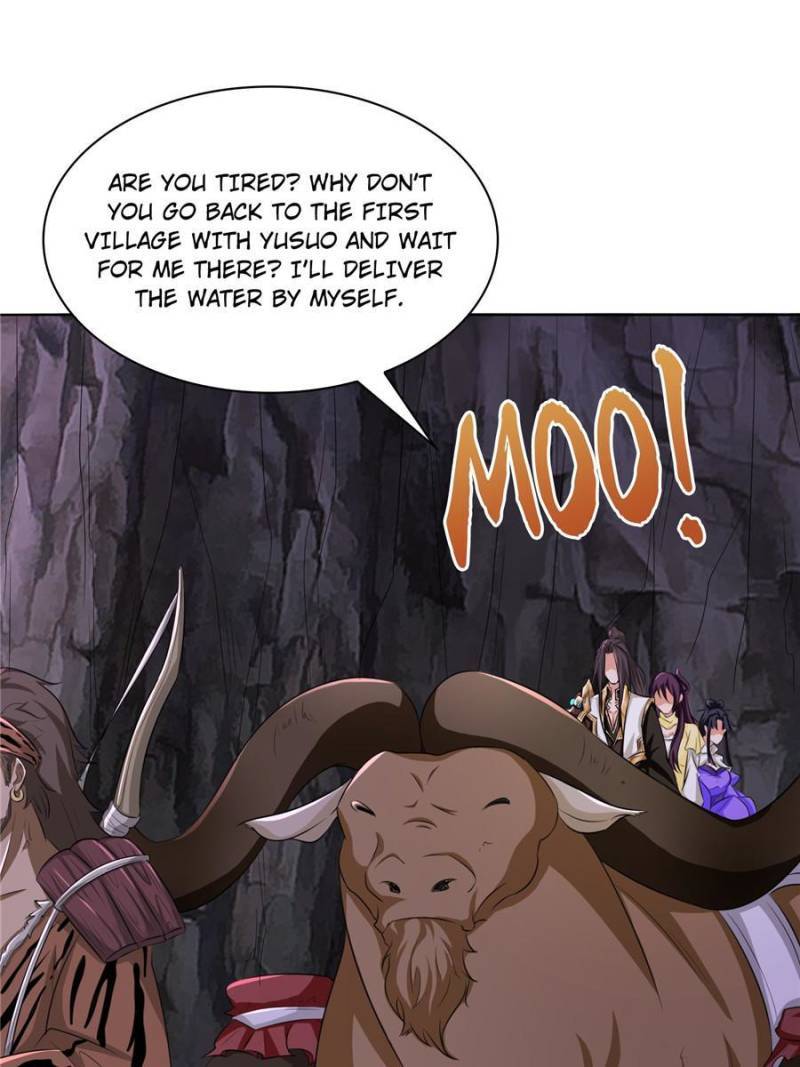 ARE YOU TIRED? WHY DON'T
YOU GO BACK TO THE FIRST
VILLAGE WITH YUSUO AND WAIT
FOR ME THERE? I'LL DELIVER
THE WATER BY MYSELF.
MOO!